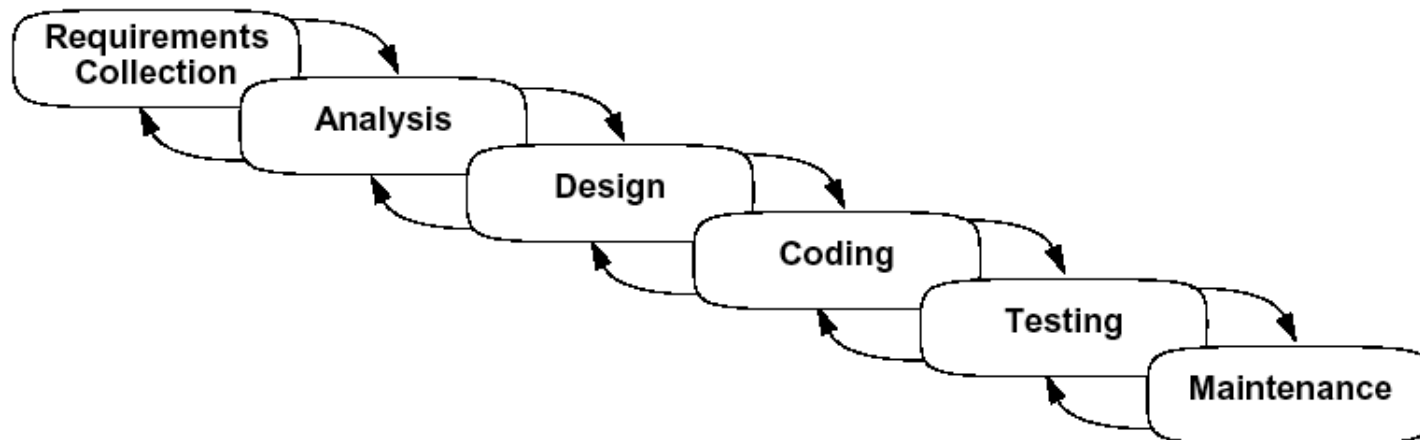 Requirements
Collection
Analysis
Design
Coding
Testing
Maintenance